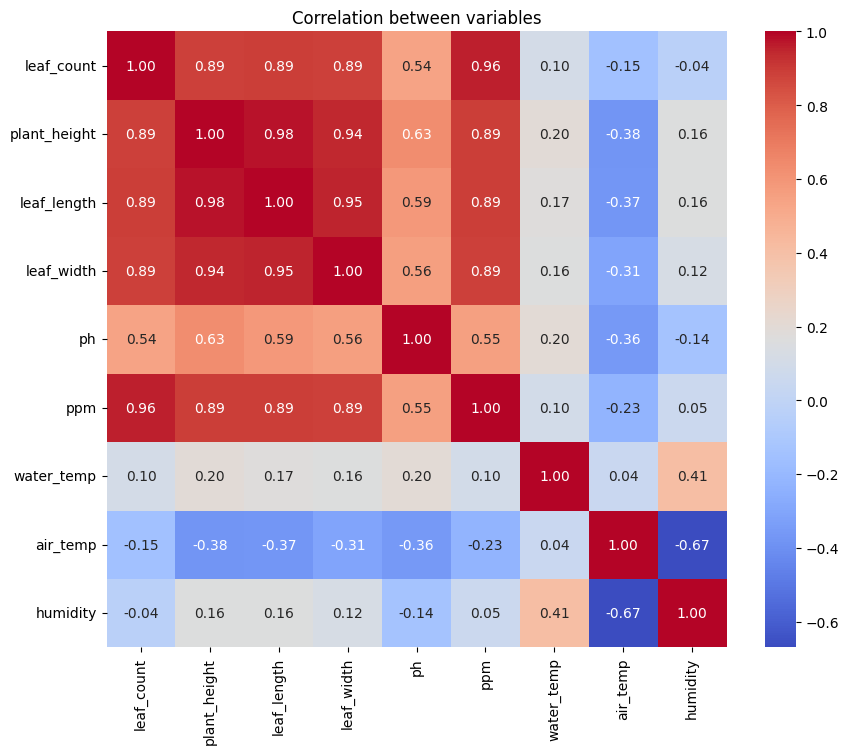 Correlation between variables
leaf_count 1.00 0.89 0.89 0.89 0.54 0.96 0.10 -0.15 -0.04
plant_height 0.89 1.00 0.98 0.94 0.63 0.89 0.20 -0.38 0.16
leaf_length 0.89 0.98 1.00 0.95 0.59 0.89 0.17 -0.37 0.16
leaf_width 0.89 0.94 0.95 1.00 0.56 0.89 0.16 -0.31 0.12
ph 0.54 0.63 0.59 0.56 1.00 0.55 0.20 -0.36 -0.14
ppm 0.96 0.89 0.89 0.89 0.55 1.00 0.10 -0.23 0.05
water_temp 0.10 0.20 0.17 0.16 0.20 0.10 1.00 0.04 0.41
air_temp -0.15 -0.38 -0.37 -0.31 -0.36 -0.23 0.04 1.00 -0.67
humidity -0.04 0.16 0.16 0.12 -0.14 0.05 0.41 -0.67 1.00
leaf_count plant_height leaf_length leaf_width ph ppm water_temp air_temp humidity
1.0
0.8
0.6
0.4
0.2
0.0
−0.2
−0.4
−0.6